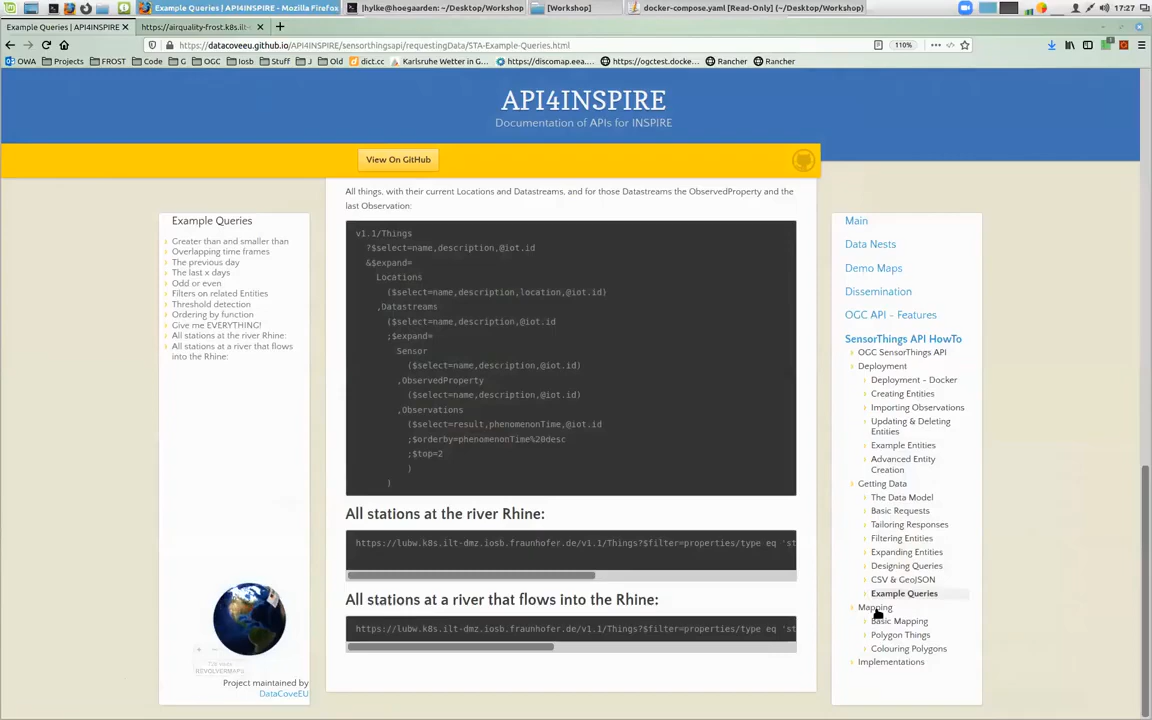 Example Queries | API4INSPIRE - Mozilla Firefox
[hylke@hoegaarden: ~/Desktop/Workshop
[Workshop]
docker-compose.yaml [Read-Only] (~/Desktop/Workshop)
17:27
Example Queries | API4INSPIRE
https://airquality-frost.k8s.ilt
https://datacoveeu.github.io/API4INSPIRE/sensorthingsapi/requestingData/STA-Example-Queries.html
110%
OWA
Projects
FROST
Code
G
OGC
Iosb
Stuff
J
Old
dict.cc
Karlsruhe Wetter in G...
https://discomap.eea....
https://ogctest.docke...
Rancher
Rancher
API4INSPIRE
Documentation of APIs for INSPIRE
View On GitHub
Example Queries
Greater than and smaller than
Overlapping time frames
The previous day
The last x days
Odd or even
Filters on related Entities
Threshold detection
Ordering by function
Give me EVERYTHING!
All stations at the river Rhine:
All stations at a river that flows
into the Rhine:
Project maintained by
DataCoveEU
All things, with their current Locations and Datastreams, and for those Datastreams the ObservedProperty and the
last Observation:
v1.1/Things
?$select=name,description,@iot.id
&$expand=
Locations
($select=name,description,location,@iot.id)
,Datastreams
($select=name,description,@iot.id
;$expand=
Sensor
($select=name,description,@iot.id)
,ObservedProperty
($select=name,description,@iot.id)
,Observations
($select=result,phenomenonTime,@iot.id
;$orderby=phenomenonTime%20desc
;$top=2
)
)
All stations at the river Rhine:
https://lubw.k8s.ilt-dmz.iosb.fraunhofer.de/v1.1/Things?$filter=properties/type eq 'st
All stations at a river that flows into the Rhine:
https://lubw.k8s.ilt-dmz.iosb.fraunhofer.de/v1.1/Things?$filter=properties/type eq 'st
Main
Data Nests
Demo Maps
Dissemination
OGC API - Features
SensorThings API HowTo
OGC SensorThings API
Deployment
Deployment - Docker
Creating Entities
Importing Observations
Updating & Deleting
Entities
Example Entities
Advanced Entity
Creation
Getting Data
The Data Model
Basic Requests
Tailoring Responses
Filtering Entities
Expanding Entities
Designing Queries
CSV & GeoJSON
Example Queries
Mapping
Basic Mapping
Polygon Things
Colouring Polygons
Implementations